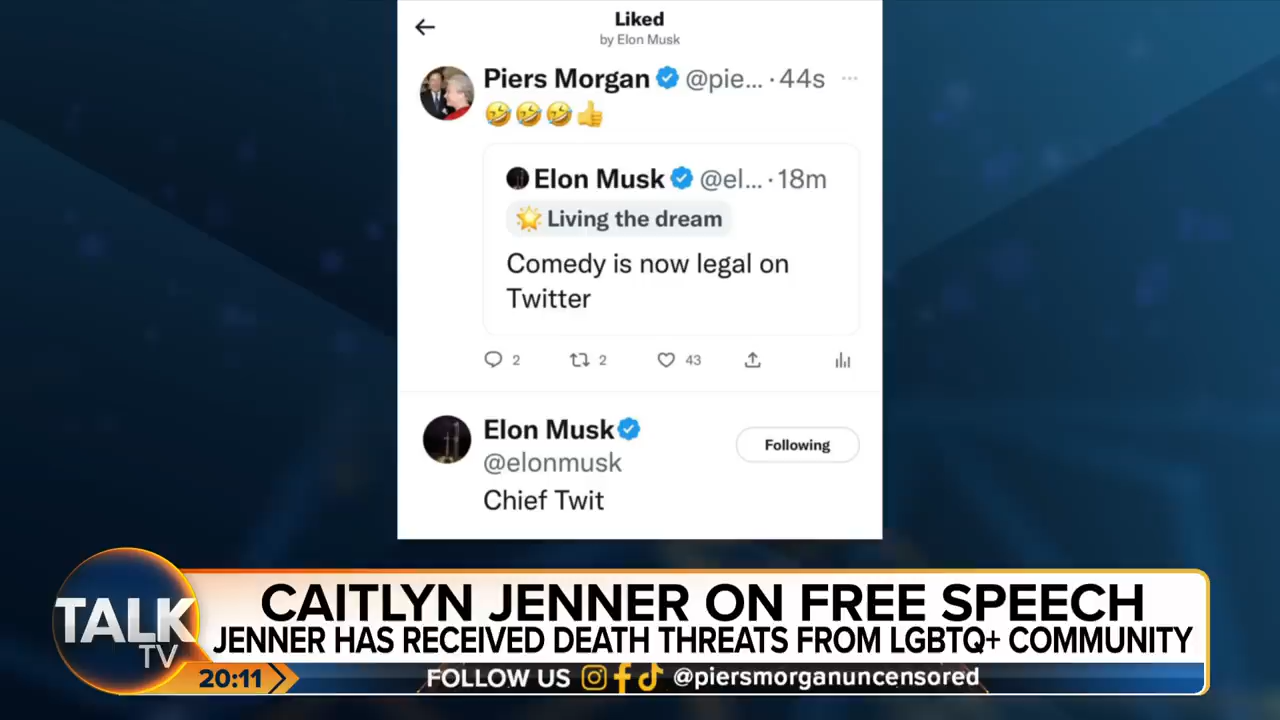 Liked
by Elon Musk
Piers Morgan @pie... · 44s
Elon Musk @el... · 18m
Living the dream
Comedy is now legal on
Twitter
2 2 43
Elon Musk
@elonmusk
Following
Chief Twit
CAITLYN JENNER ON FREE SPEECH
JENNER HAS RECEIVED DEATH THREATS FROM LGBTQ+ COMMUNITY
TALK
TV
20:11
FOLLOW US @piersmorganuncensored